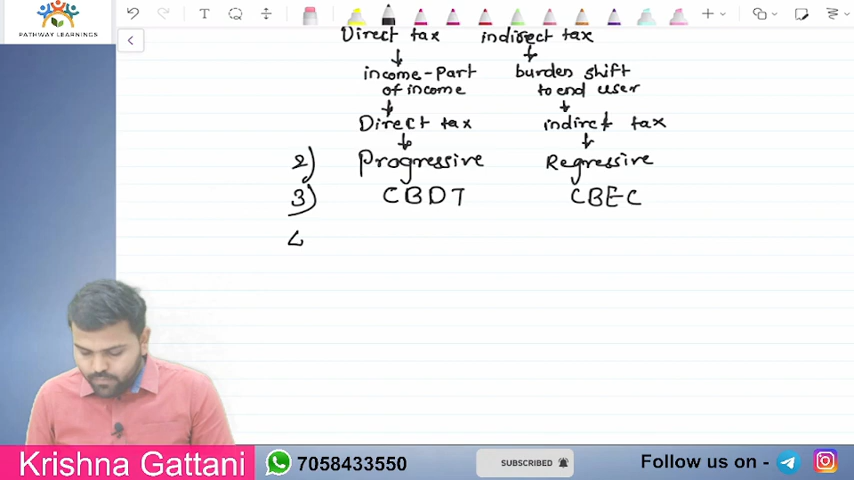 PATHWAY LEARNINGS
Direct tax indirect tax
income-Part burden shift
of income to end user
Direct tax indirect tax
2) Progressive Regressive
3) CBDT CBEC
4
Krishna Gattani 7058433550 SUBSCRIBED Follow us on -